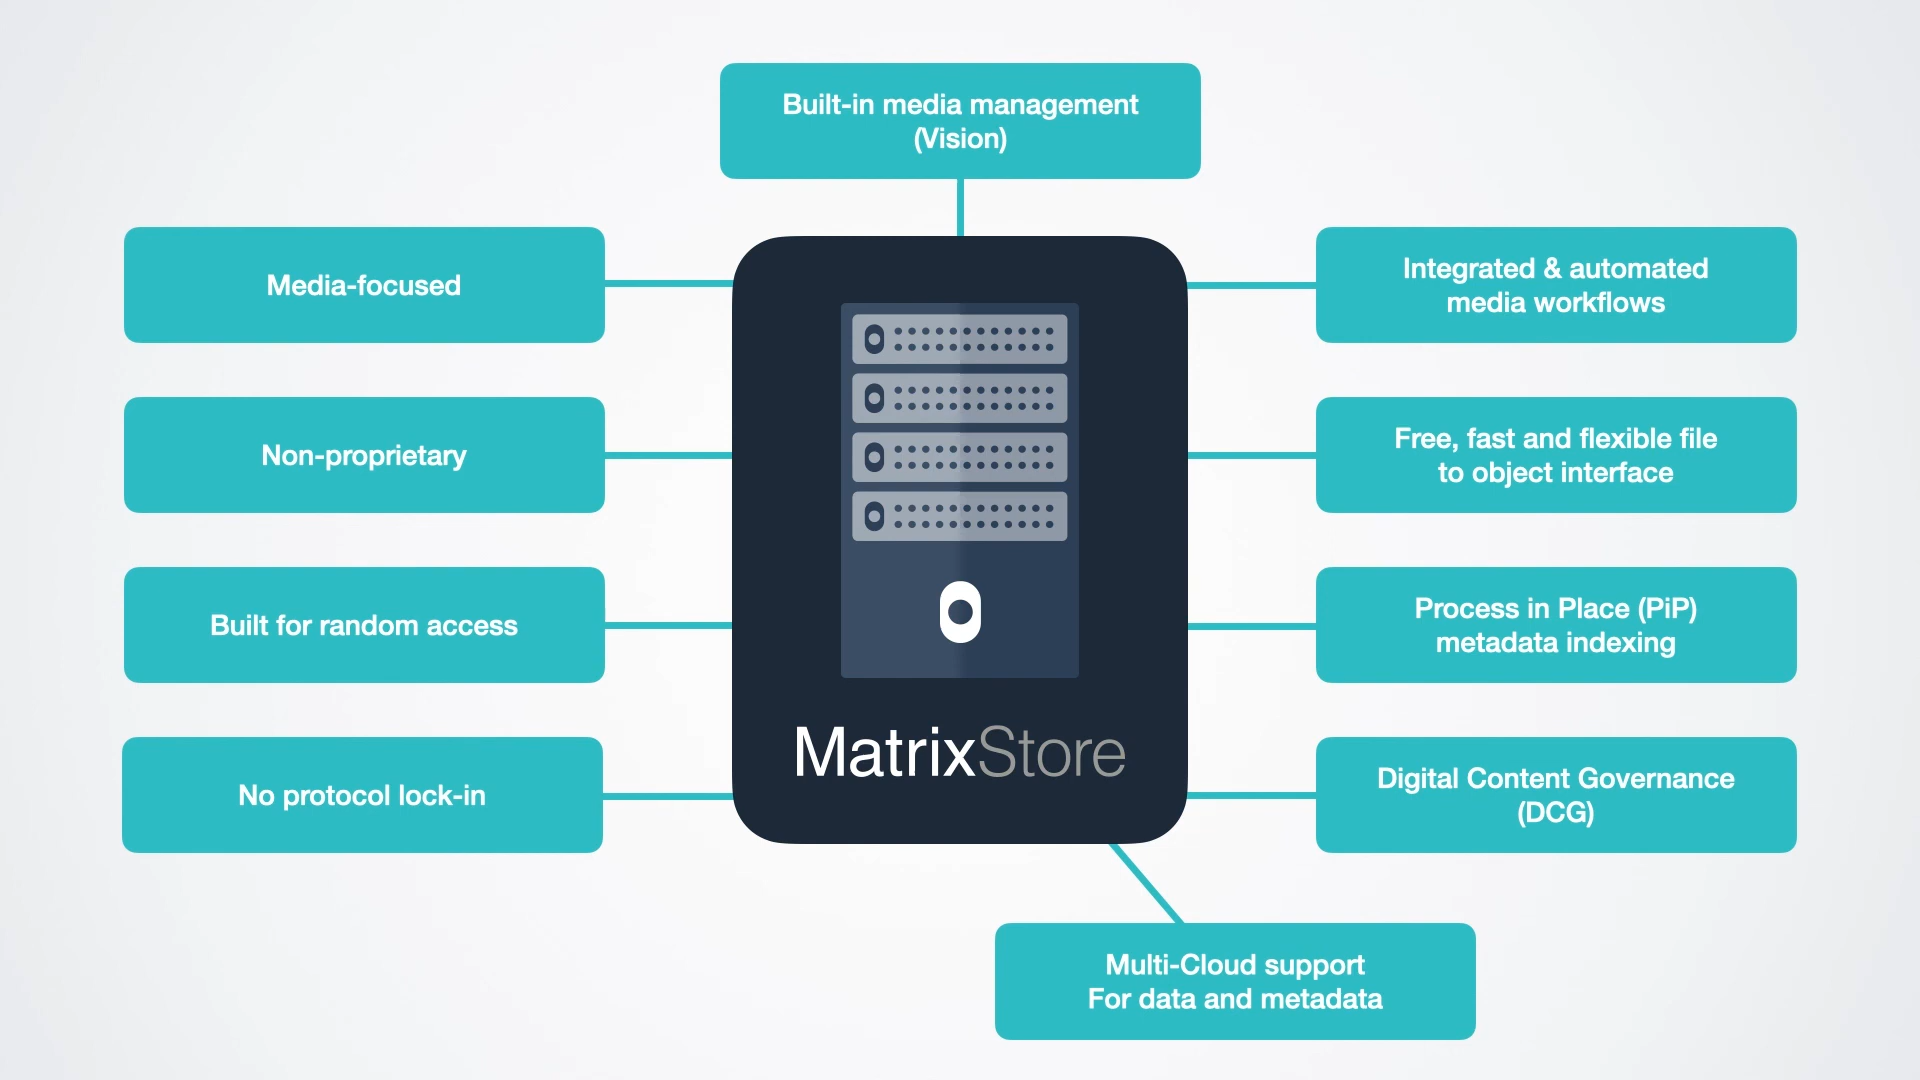 Built-in media management
(Vision)
Media-focused
Non-proprietary
Built for random access
No protocol lock-in
MatrixStore
Integrated & automated
media workflows
Free, fast and flexible file
to object interface
Process in Place (PiP)
metadata indexing
Digital Content Governance
(DCG)
Multi-Cloud support
For data and metadata